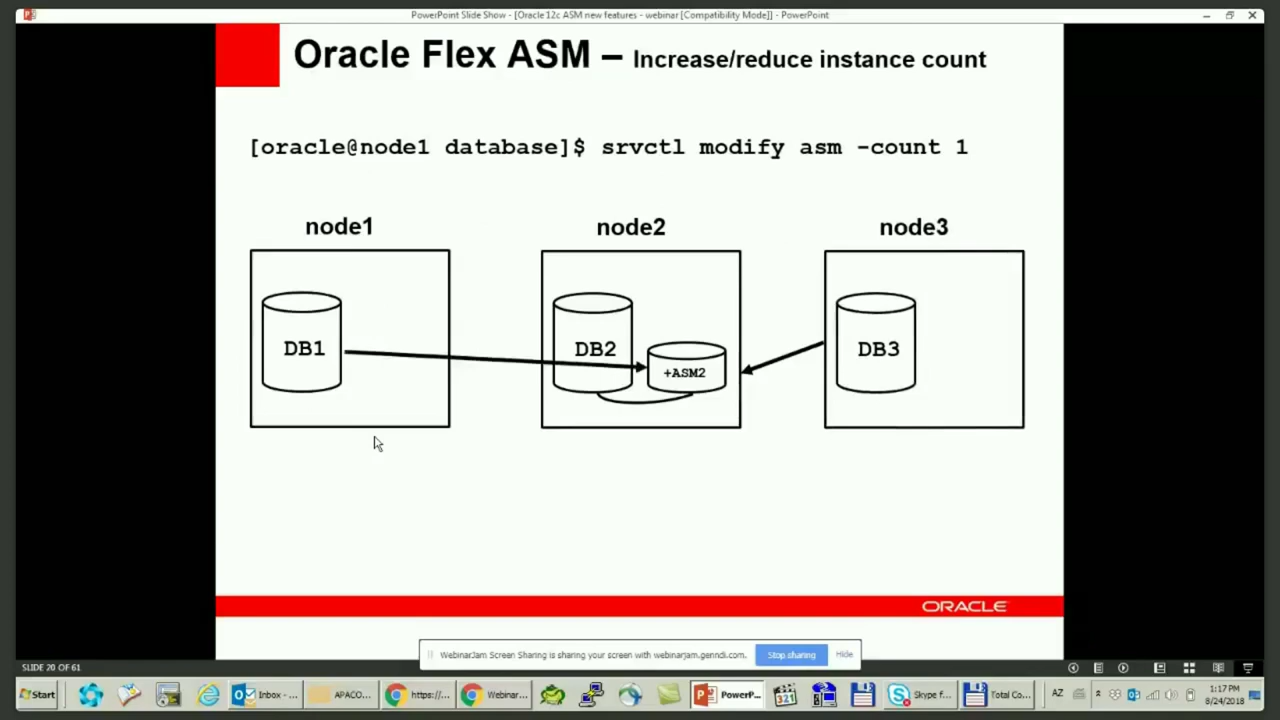 PowerPoint Slide Show - [Oracle 12c ASM new features - webinar [Compatibility Mode]] - PowerPoint
Oracle Flex ASM – Increase/reduce instance count
[oracle@node1 database]$ srvctl modify asm -count 1
node1
node2
node3
DB1
DB2
+ASM2
DB3
ORACLE
WebinarJam Screen Sharing is sharing your screen with webinarjam.genndi.com.
Stop sharing
Hide
SLIDE 20 OF 61
Start
Inbox - ...
APACO...
https://...
Webinar...
PowerP...
321
Skype f...
Total Co...
AZ
1:17 PM
8/24/2018